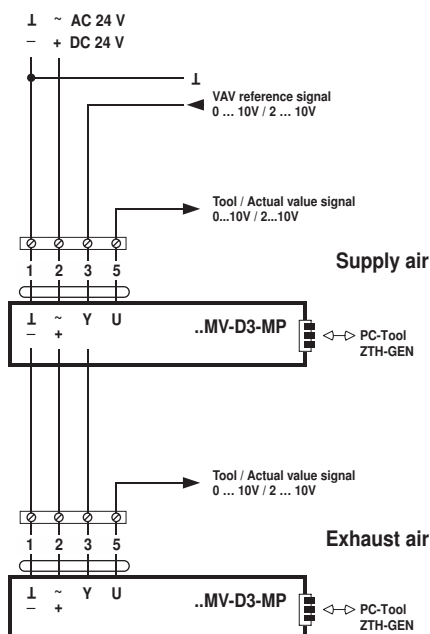 ⊥ ~ AC 24 V
– + DC 24 V
⊥
VAV reference signal
0 ... 10V / 2 ... 10V
Tool / Actual value signal
0...10V / 2...10V
Supply air
1 2 3 5
⊥ ~ Y U
– +
..MV-D3-MP
PC-Tool
ZTH-GEN
Tool / Actual value signal
0 ... 10V / 2 ... 10V
Exhaust air
1 2 3 5
⊥ ~ Y U
– +
..MV-D3-MP
PC-Tool
ZTH-GEN